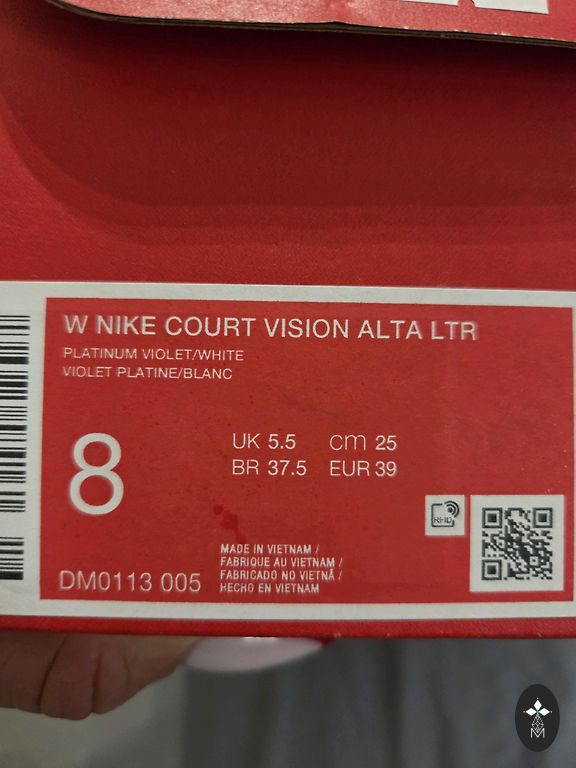 W NIKE COURT VISION ALTA LTR
PLATINUM VIOLET/WHITE
VIOLET PLATINE/BLANC
8
UK 5.5 cm 25
BR 37.5 EUR 39
RFID
MADE IN VIETNAM /
FABRIQUE AU VIETNAM /
FABRICADO NO VIETNÃ /
HECHO EN VIETNAM
DM0113 005
M